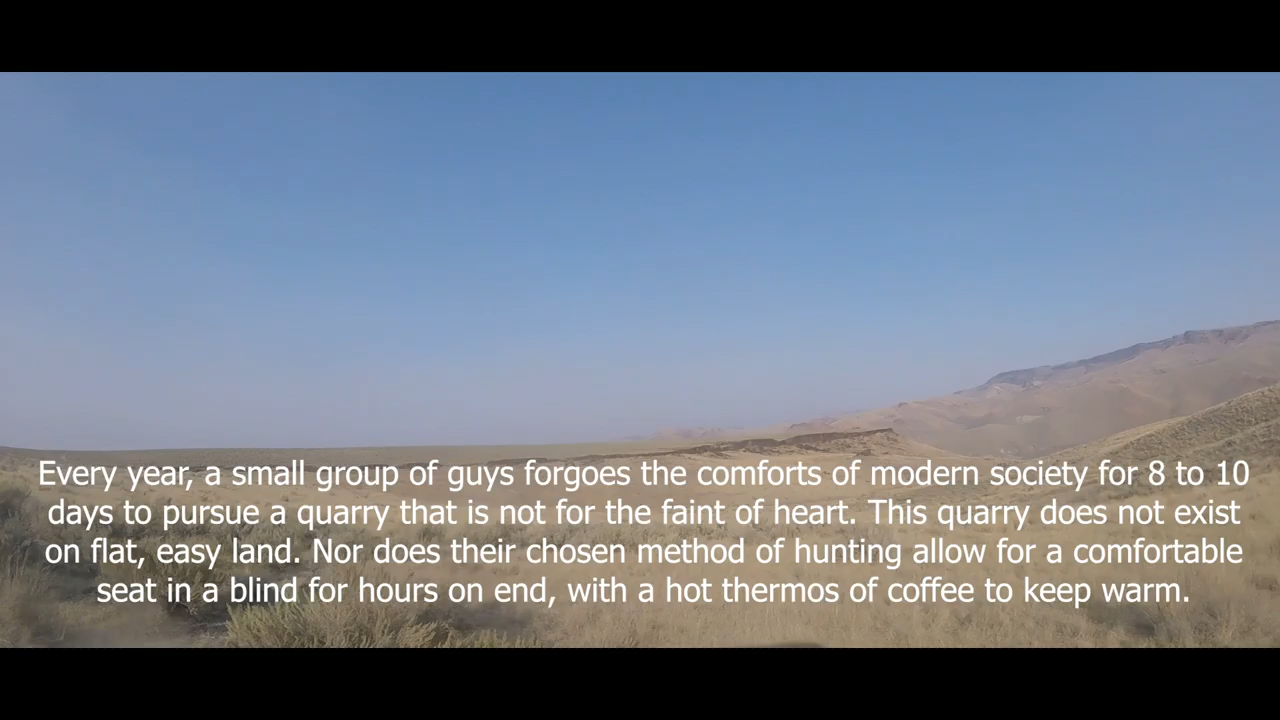 Every year, a small group of guys forgoes the comforts of modern society for 8 to 10
days to pursue a quarry that is not for the faint of heart. This quarry does not exist
on flat, easy land. Nor does their chosen method of hunting allow for a comfortable
seat in a blind for hours on end, with a hot thermos of coffee to keep warm.